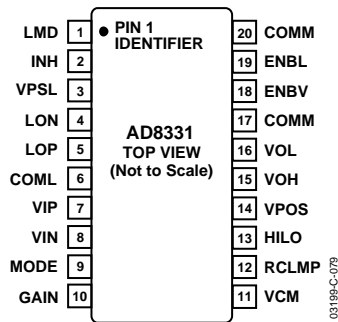 LMD 1 PIN 1 20 COMM
IDENTIFIER
INH 2 19 ENBL
VPSL 3 18 ENBV
LON 4 17 COMM
AD8331
LOP 5 TOP VIEW 16 VOL
(Not to Scale)
COML 6 15 VOH
VIP 7 14 VPOS
VIN 8 13 HILO
MODE 9 12 RCLMP
GAIN 10 11 VCM
03199-C-079